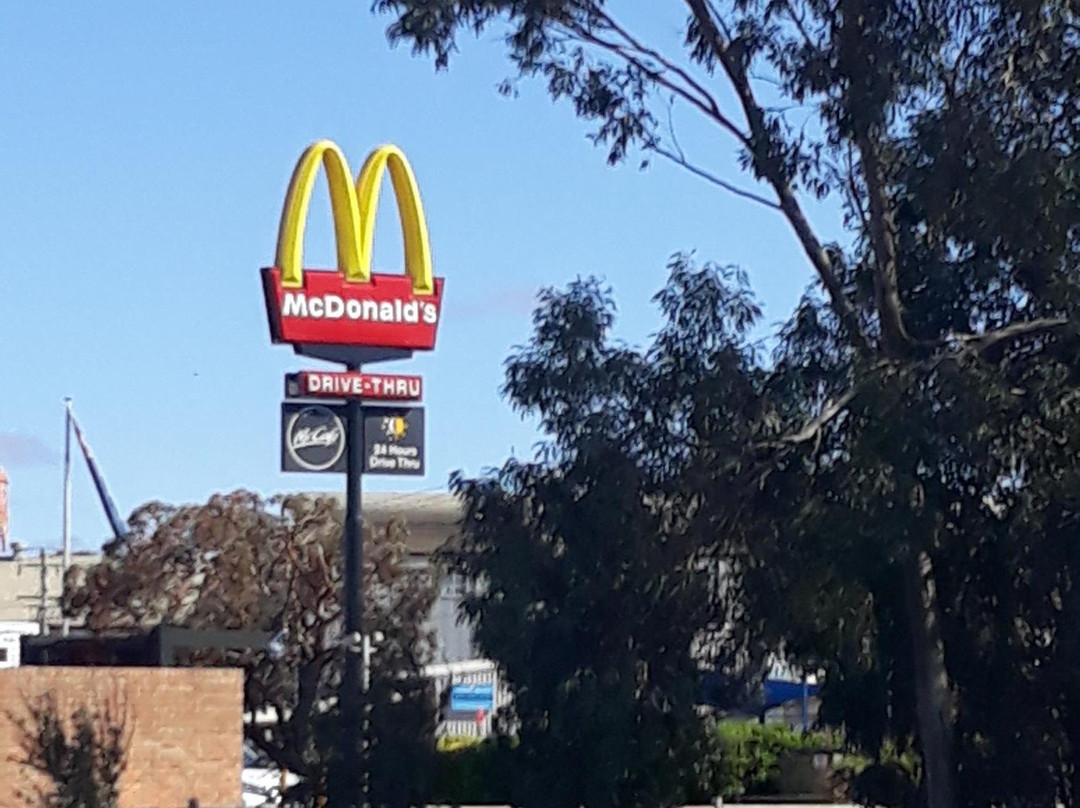 McDonald's
DRIVE-THRU
McCafé
24 Hours
Drive Thru